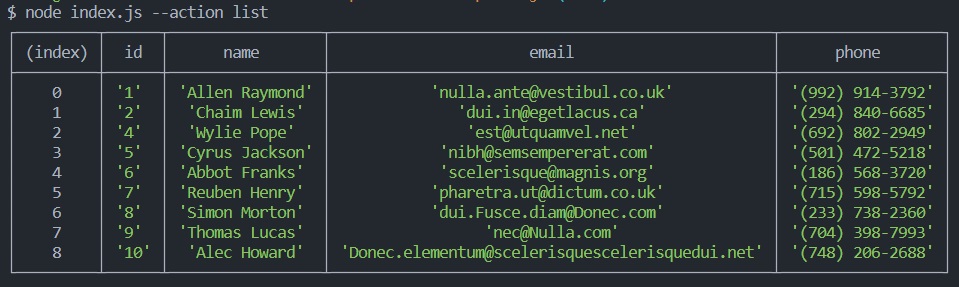 $ node index.js --action list
(index) id name email phone
0 '1' 'Allen Raymond' 'nulla.ante@vestibul.co.uk' '(992) 914-3792'
1 '2' 'Chaim Lewis' 'dui.in@egetlacus.ca' '(294) 840-6685'
2 '4' 'Wylie Pope' 'est@utquamvel.net' '(692) 802-2949'
3 '5' 'Cyrus Jackson' 'nibh@semsempererat.com' '(501) 472-5218'
4 '6' 'Abbot Franks' 'scelerisque@magnis.org' '(186) 568-3720'
5 '7' 'Reuben Henry' 'pharetra.ut@dictum.co.uk' '(715) 598-5792'
6 '8' 'Simon Morton' 'dui.Fusce.diam@Donec.com' '(233) 738-2360'
7 '9' 'Thomas Lucas' 'nec@Nulla.com' '(704) 398-7993'
8 '10' 'Alec Howard' 'Donec.elementum@scelerisquescelerisquedui.net' '(748) 206-2688'